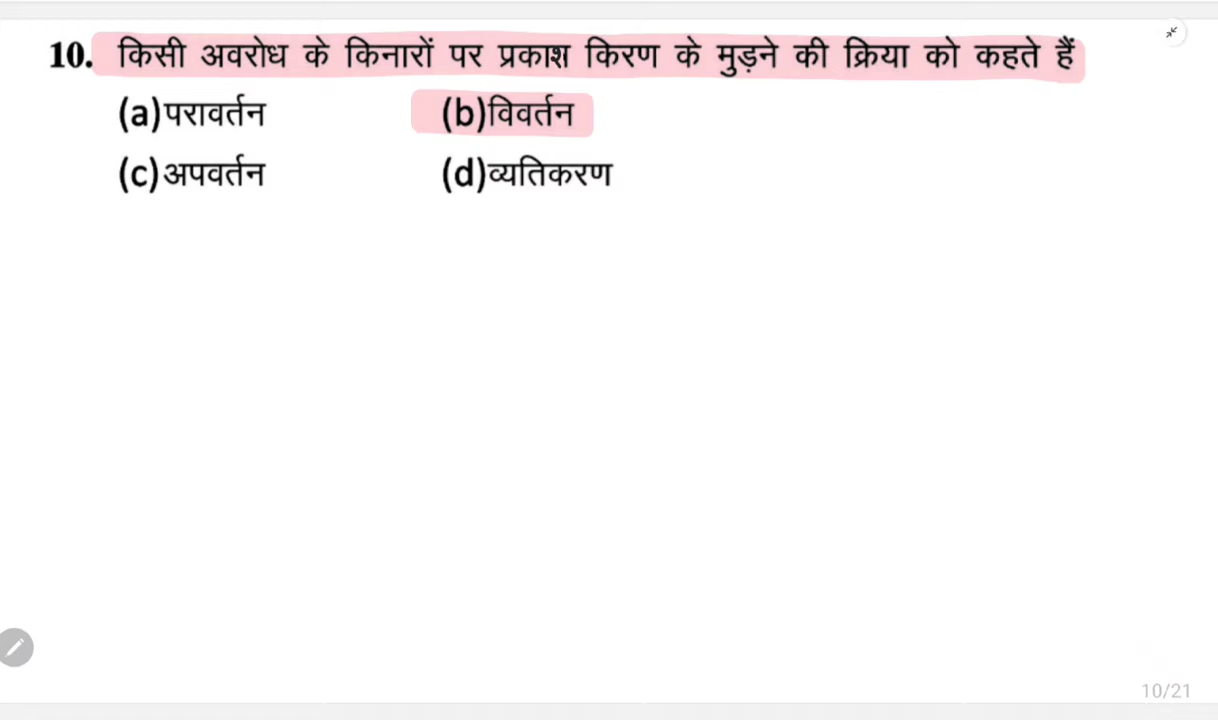 10. किसी अवरोध के किनारों पर प्रकाश किरण के मुड़ने की क्रिया को कहते हैं
(a)परावर्तन (b)विवर्तन
(c)अपवर्तन (d)व्यतिकरण
10/21